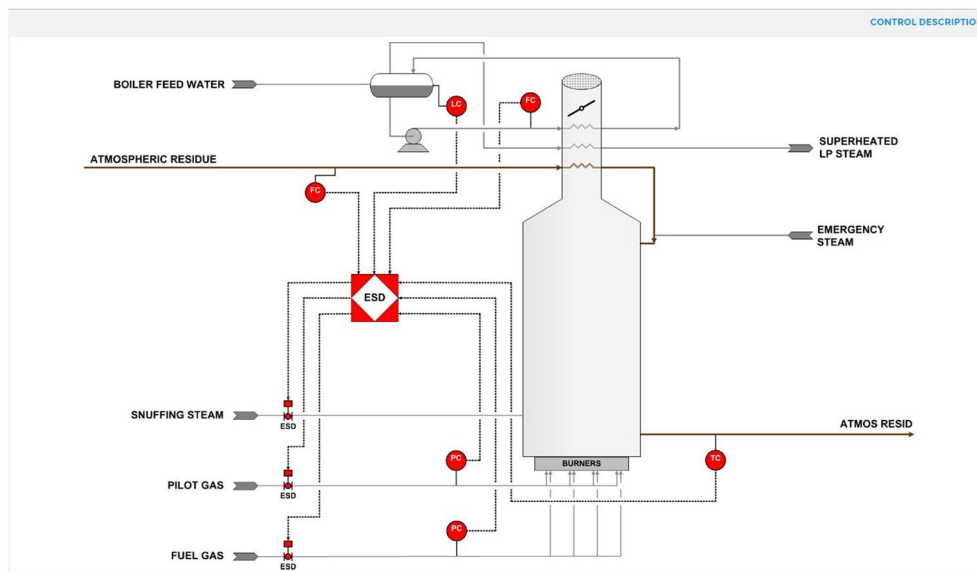 CONTROL DESCRIPTIO
BOILER FEED WATER
LC
FC
SUPERHEATED
LP STEAM
ATMOSPHERIC RESIDUE
FC
EMERGENCY
STEAM
ESD
SNUFFING STEAM
ESD
ATMOS RESID
BURNERS
PC
TC
PILOT GAS
ESD
PC
FUEL GAS
ESD